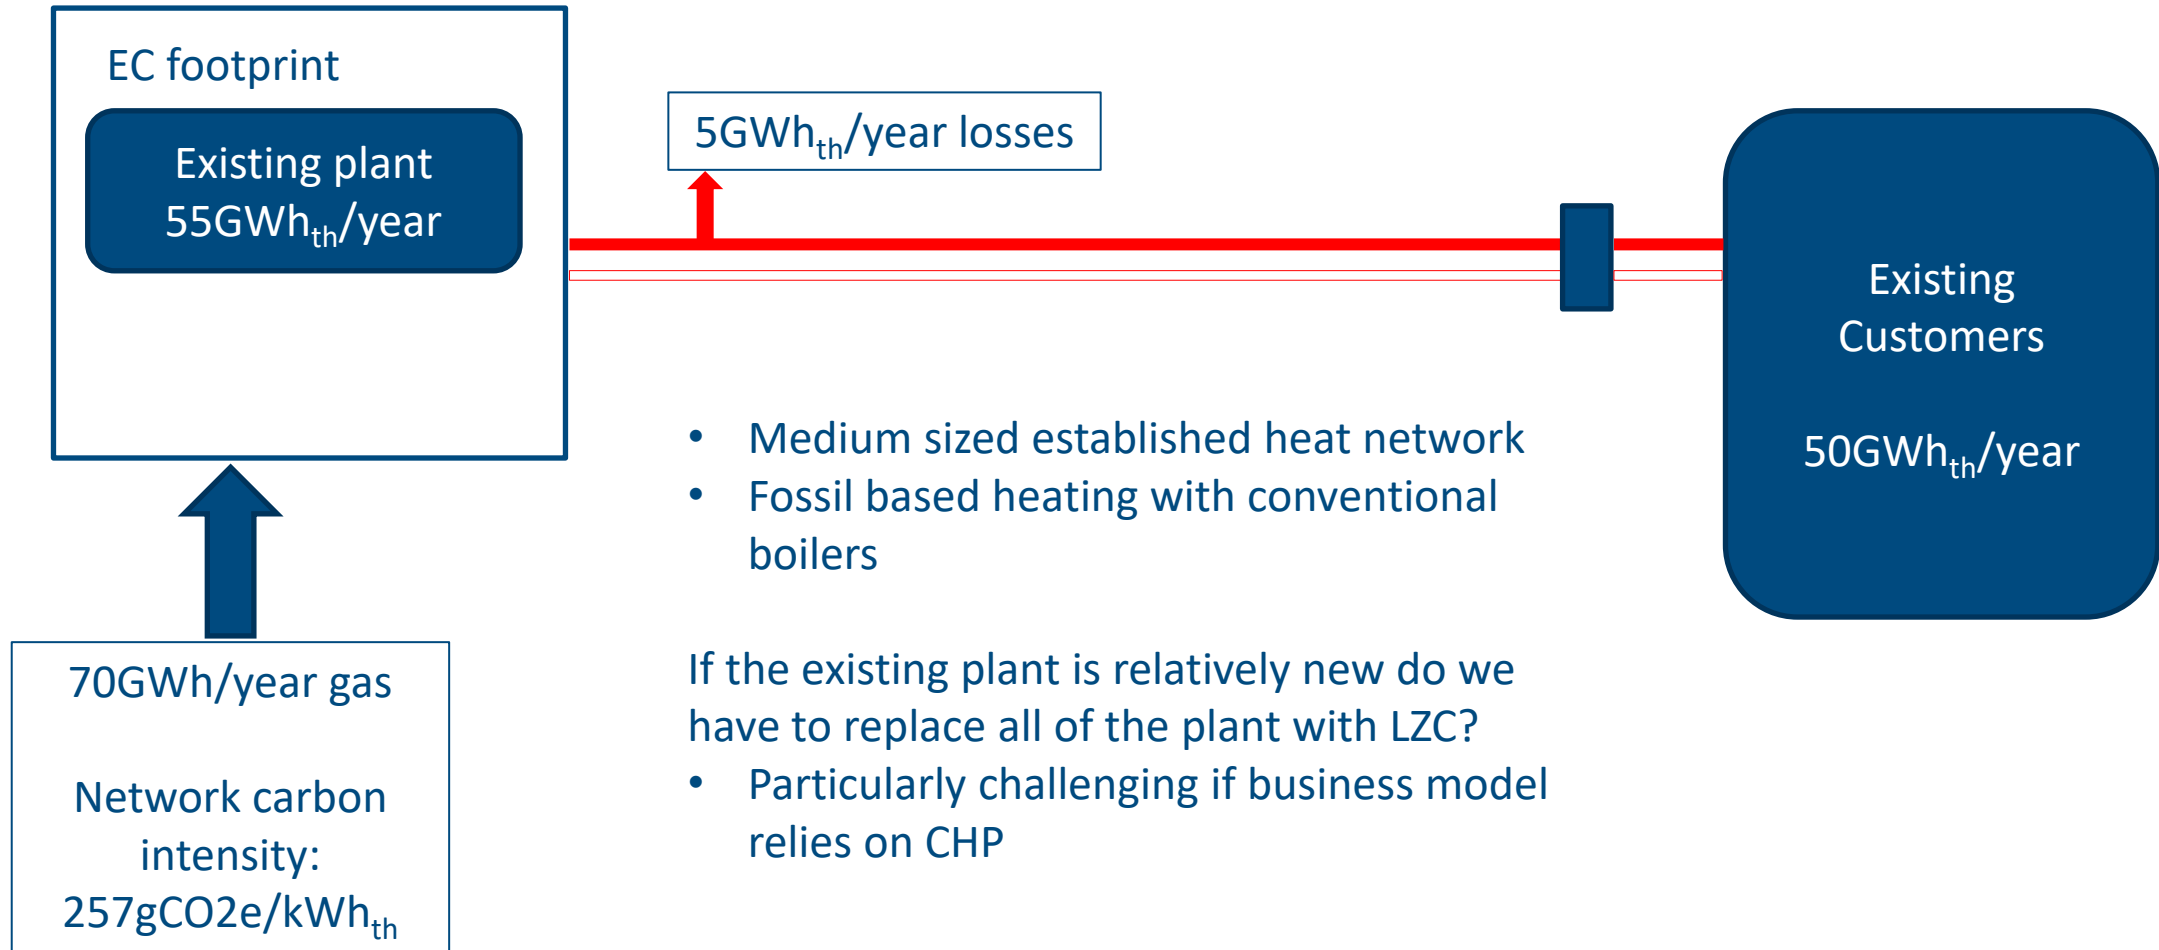 EC footprint
Existing plant
55GWhth/year
5GWhth/year losses
Existing
Customers
50GWhth/year
70GWh/year gas
Network carbon
intensity:
257gCO2e/kWhth
• Medium sized established heat network
• Fossil based heating with conventional
boilers
If the existing plant is relatively new do we
have to replace all of the plant with LZC?
• Particularly challenging if business model
relies on CHP